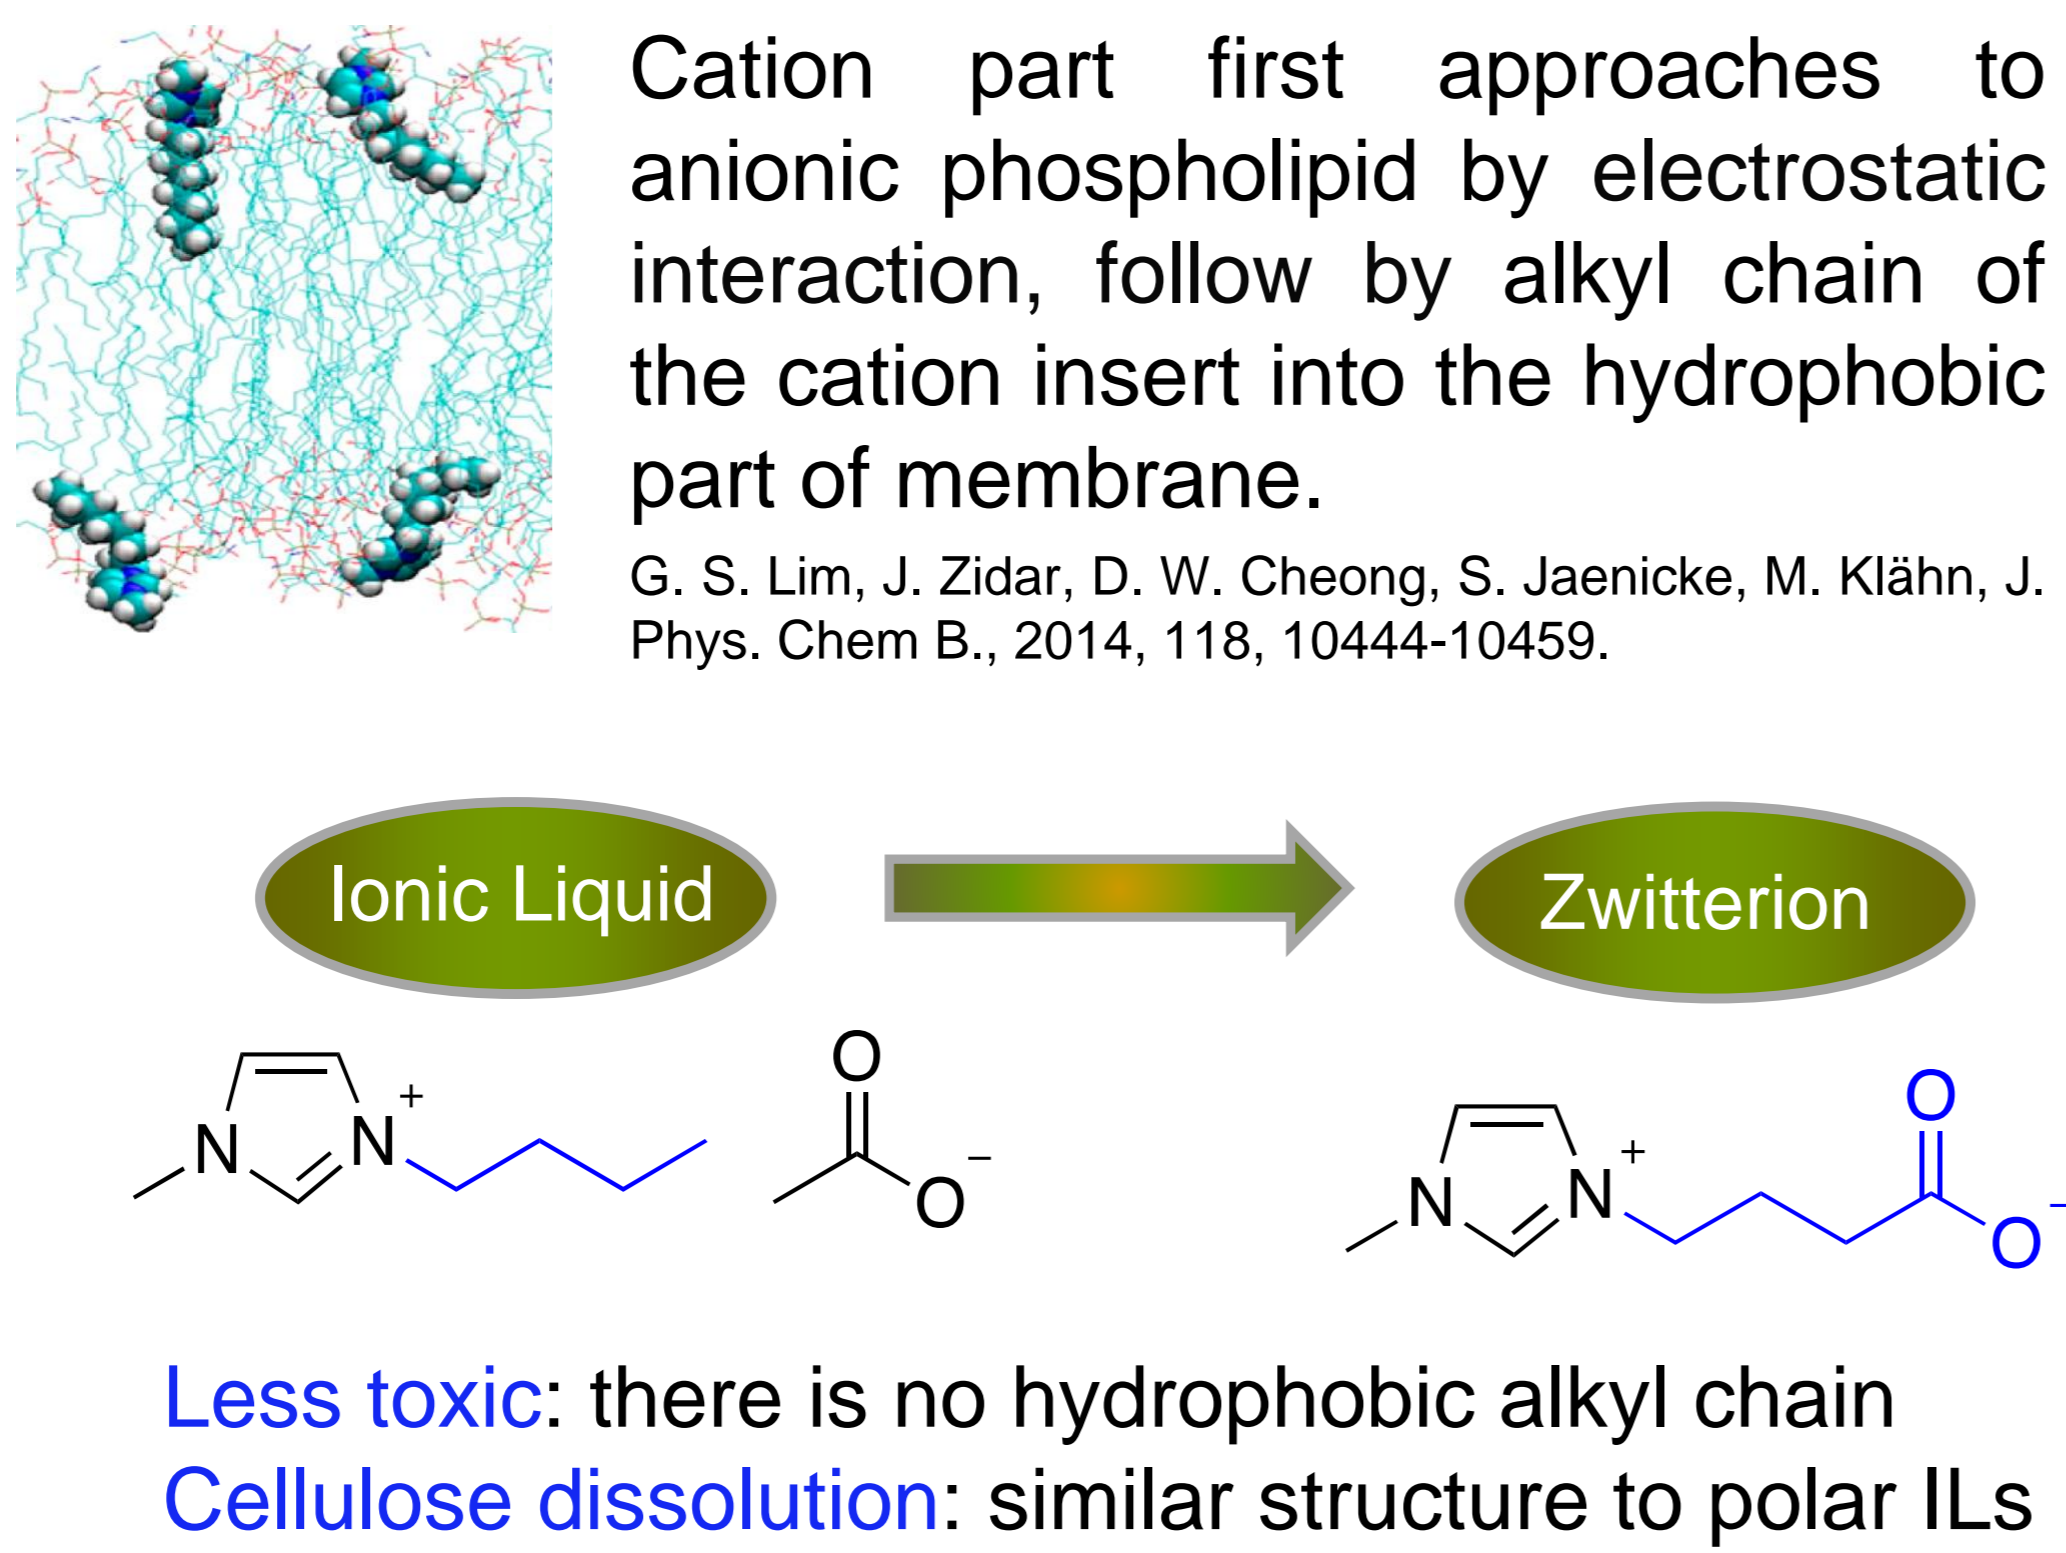 Cation part first approaches to
anionic phospholipid by electrostatic
interaction, follow by alkyl chain of
the cation insert into the hydrophobic
part of membrane.
G. S. Lim, J. Zidar, D. W. Cheong, S. Jaenicke, M. Klähn, J.
Phys. Chem B., 2014, 118, 10444-10459.
Ionic Liquid
Zwitterion
N N +
O
O −
N N +
O
O −
Less toxic: there is no hydrophobic alkyl chain
Cellulose dissolution: similar structure to polar ILs